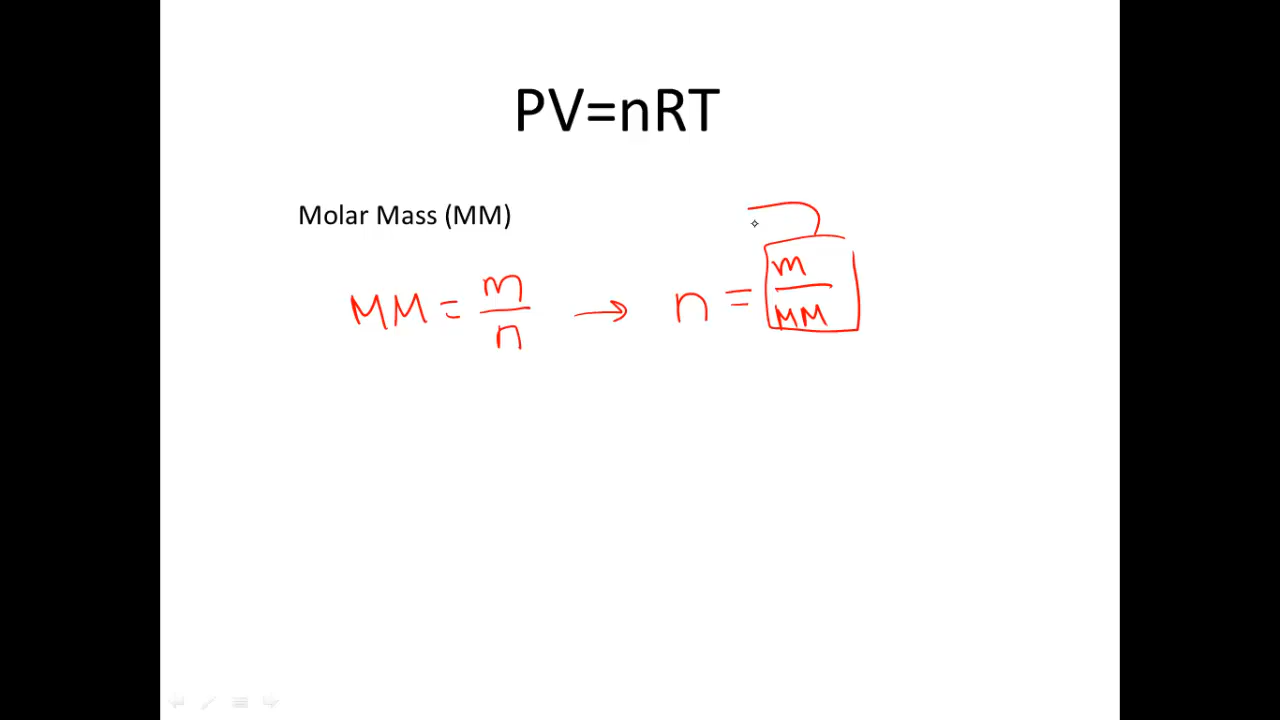 PV=nRT
Molar Mass (MM)
MM = m/n → n = m/MM